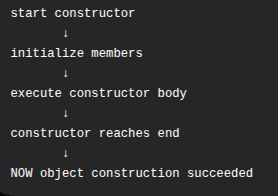 start constructor
↓
initialize members
↓
execute constructor body
↓
constructor reaches end
↓
NOW object construction succeeded